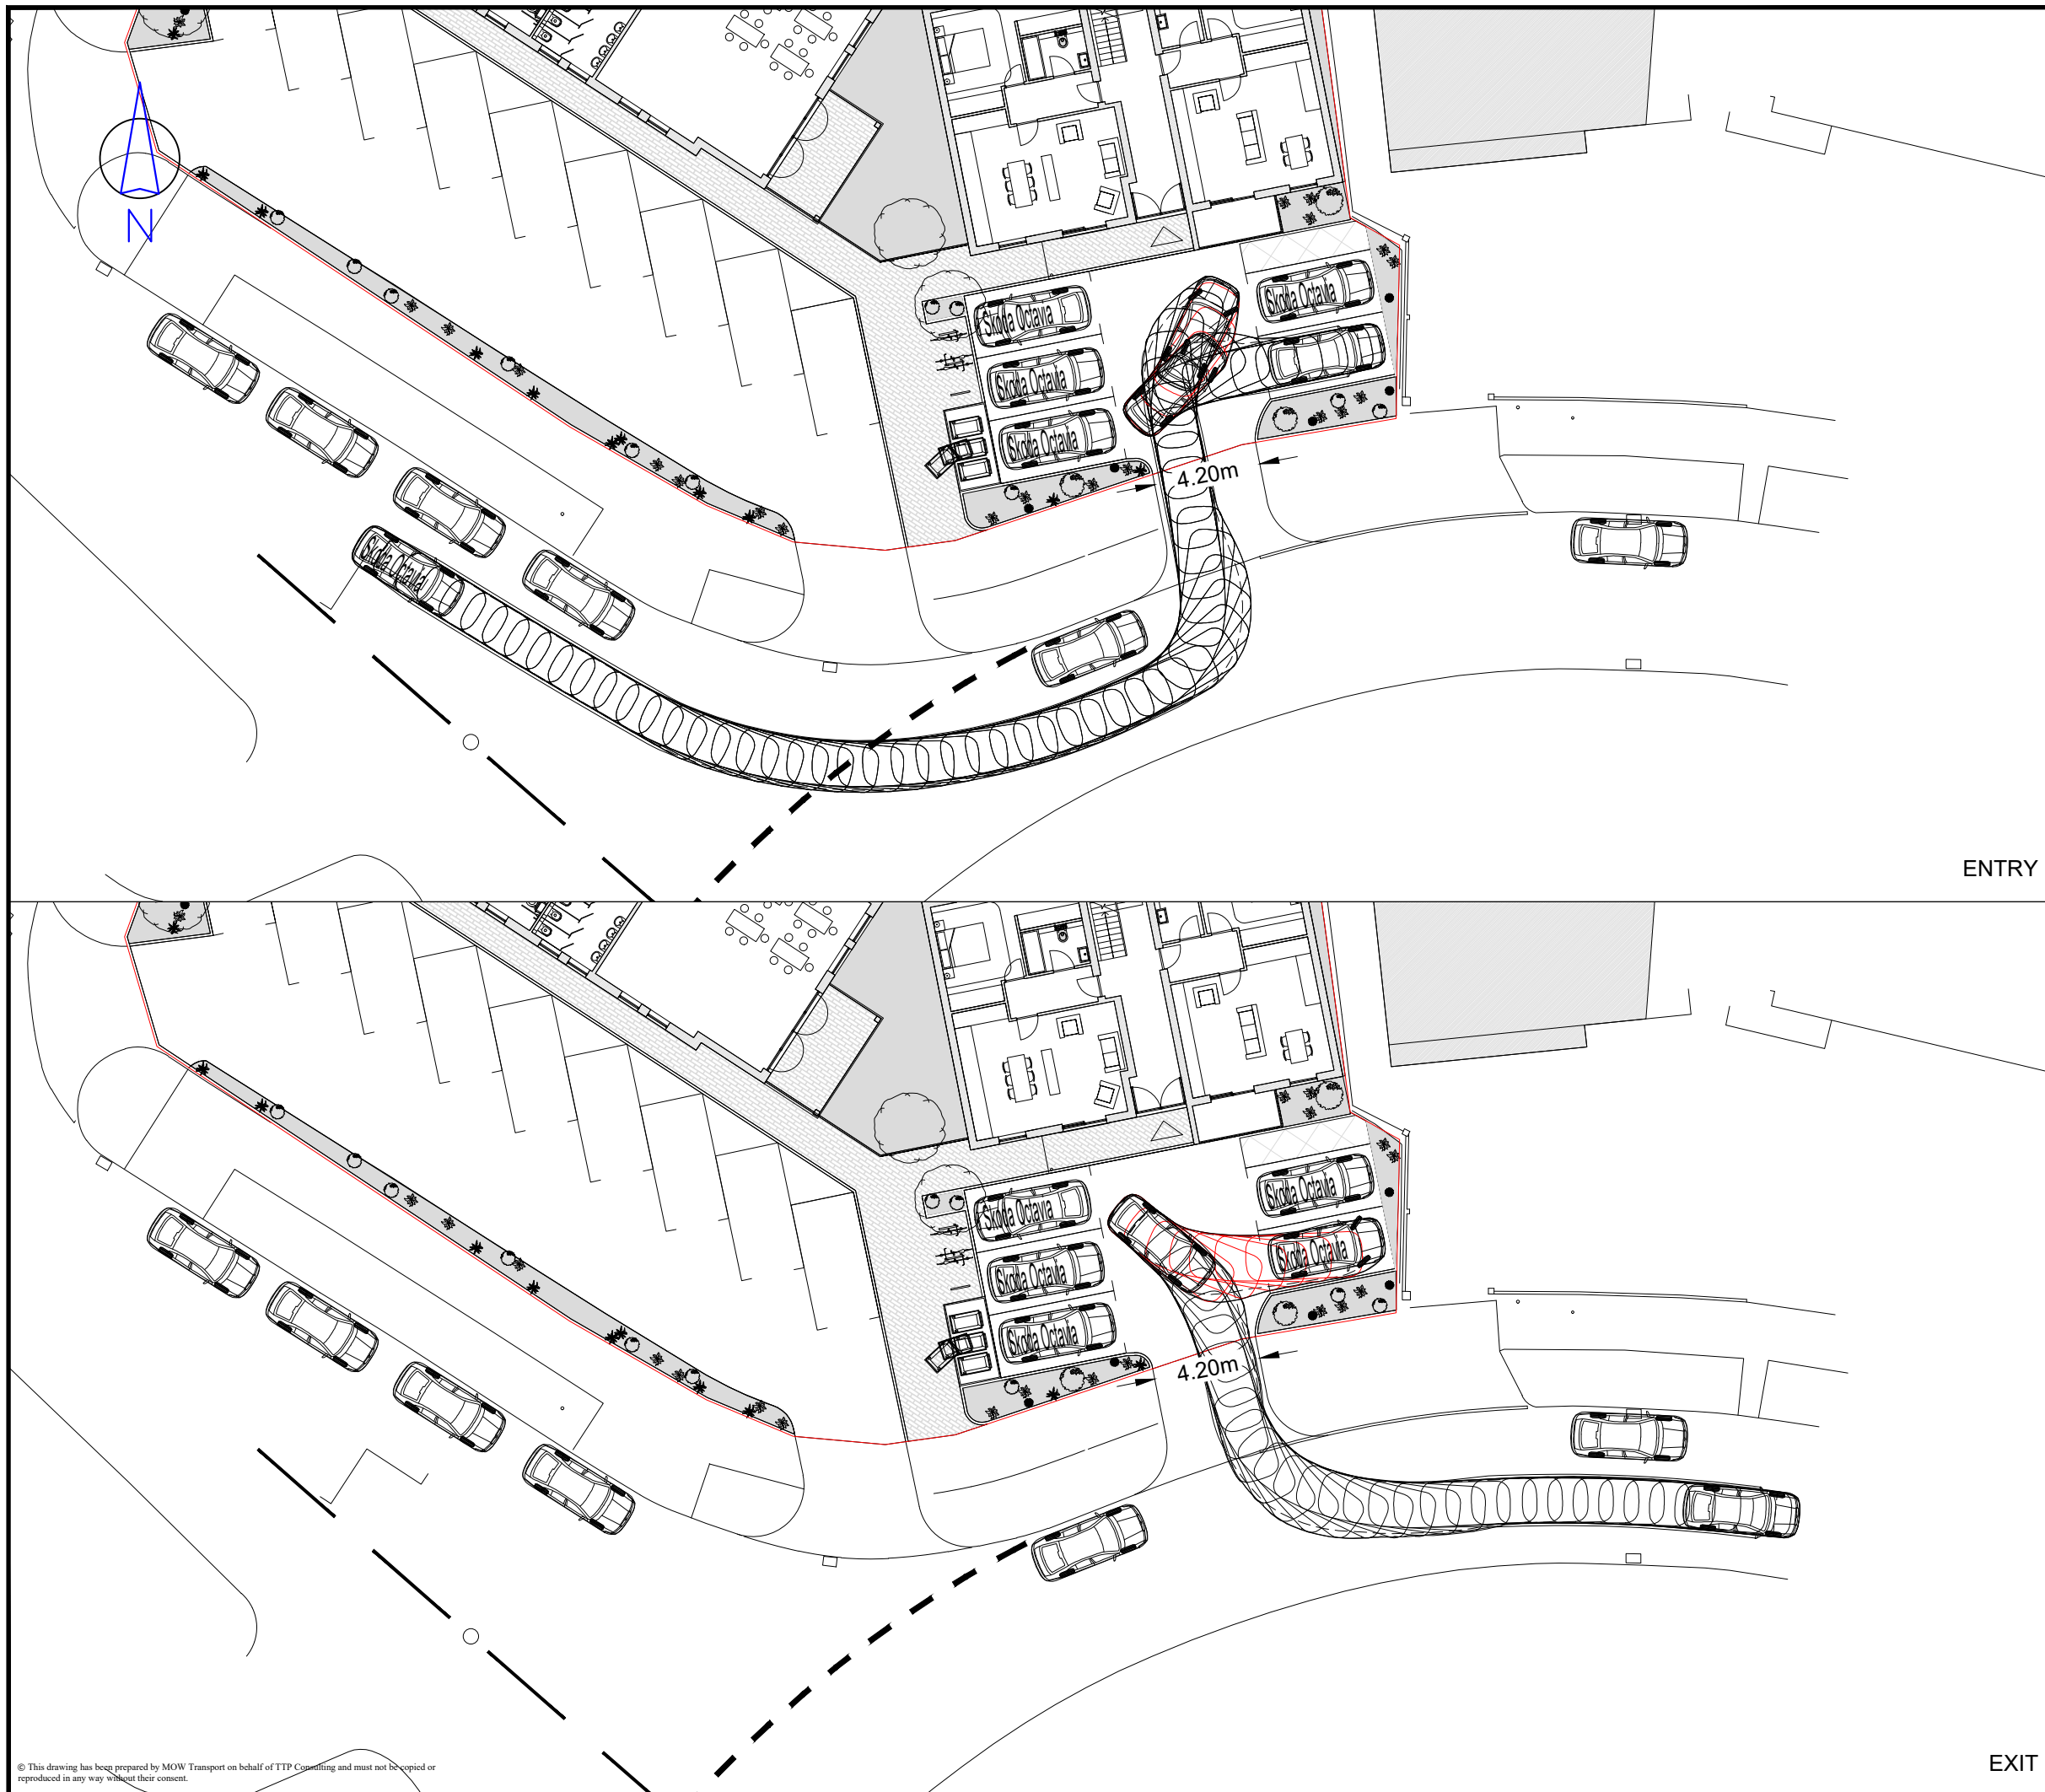 N
Skoda Octavia
Skoda Octavia
Skoda Octavia
Skoda Octavia
4.20m
Skoda Octavia
ENTRY
Skoda Octavia
Skoda Octavia
Skoda Octavia
Skoda Octavia
Skoda Octavia
4.20m
© This drawing has been prepared by MOW Transport on behalf of TTP Consulting and must not be copied or
reproduced in any way without their consent.
EXIT